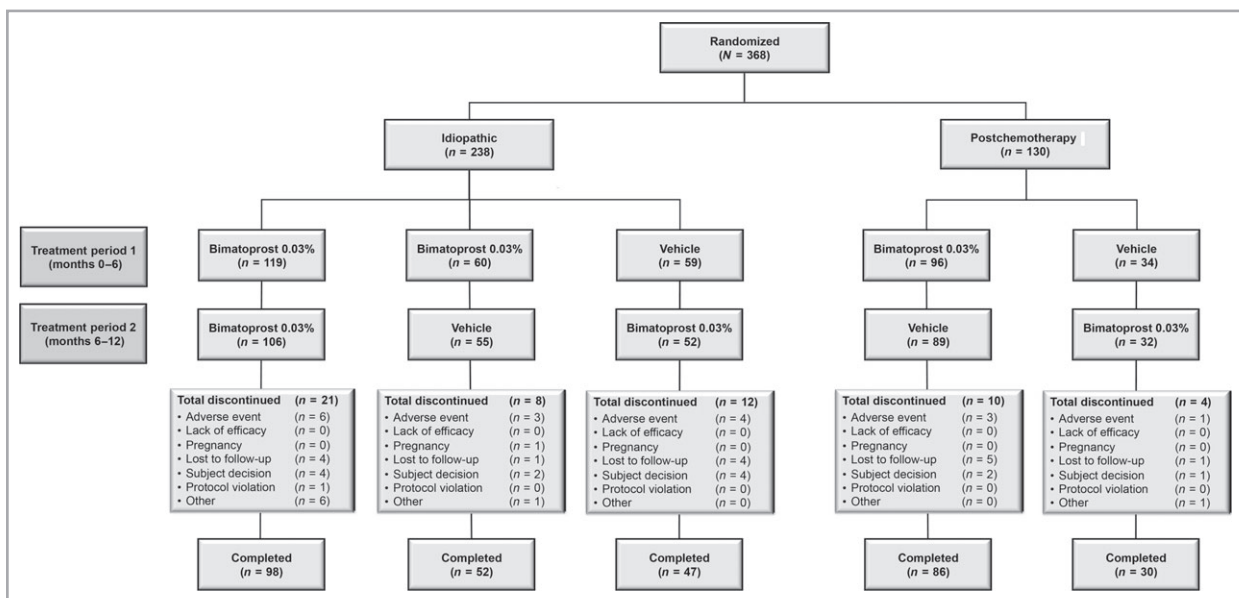 Randomized
(N = 368)
Idiopathic
(n = 238)
Postchemotherapy
(n = 130)
Treatment period 1
(months 0–6)
Bimatoprost 0.03%
(n = 119)
Bimatoprost 0.03%
(n = 60)
Vehicle
(n = 59)
Bimatoprost 0.03%
(n = 96)
Vehicle
(n = 34)
Treatment period 2
(months 6–12)
Bimatoprost 0.03%
(n = 106)
Vehicle
(n = 55)
Bimatoprost 0.03%
(n = 52)
Vehicle
(n = 89)
Bimatoprost 0.03%
(n = 32)
Total discontinued (n = 21)
• Adverse event (n = 6)
• Lack of efficacy (n = 0)
• Pregnancy (n = 0)
• Lost to follow-up (n = 4)
• Subject decision (n = 4)
• Protocol violation (n = 1)
• Other (n = 6)
Total discontinued (n = 8)
• Adverse event (n = 3)
• Lack of efficacy (n = 0)
• Pregnancy (n = 1)
• Lost to follow-up (n = 1)
• Subject decision (n = 2)
• Protocol violation (n = 0)
• Other (n = 1)
Total discontinued (n = 12)
• Adverse event (n = 4)
• Lack of efficacy (n = 0)
• Pregnancy (n = 0)
• Lost to follow-up (n = 4)
• Subject decision (n = 4)
• Protocol violation (n = 0)
• Other (n = 0)
Total discontinued (n = 10)
• Adverse event (n = 3)
• Lack of efficacy (n = 0)
• Pregnancy (n = 0)
• Lost to follow-up (n = 5)
• Subject decision (n = 2)
• Protocol violation (n = 0)
• Other (n = 0)
Total discontinued (n = 4)
• Adverse event (n = 1)
• Lack of efficacy (n = 0)
• Pregnancy (n = 0)
• Lost to follow-up (n = 1)
• Subject decision (n = 1)
• Protocol violation (n = 0)
• Other (n = 1)
Completed
(n = 98)
Completed
(n = 52)
Completed
(n = 47)
Completed
(n = 86)
Completed
(n = 30)